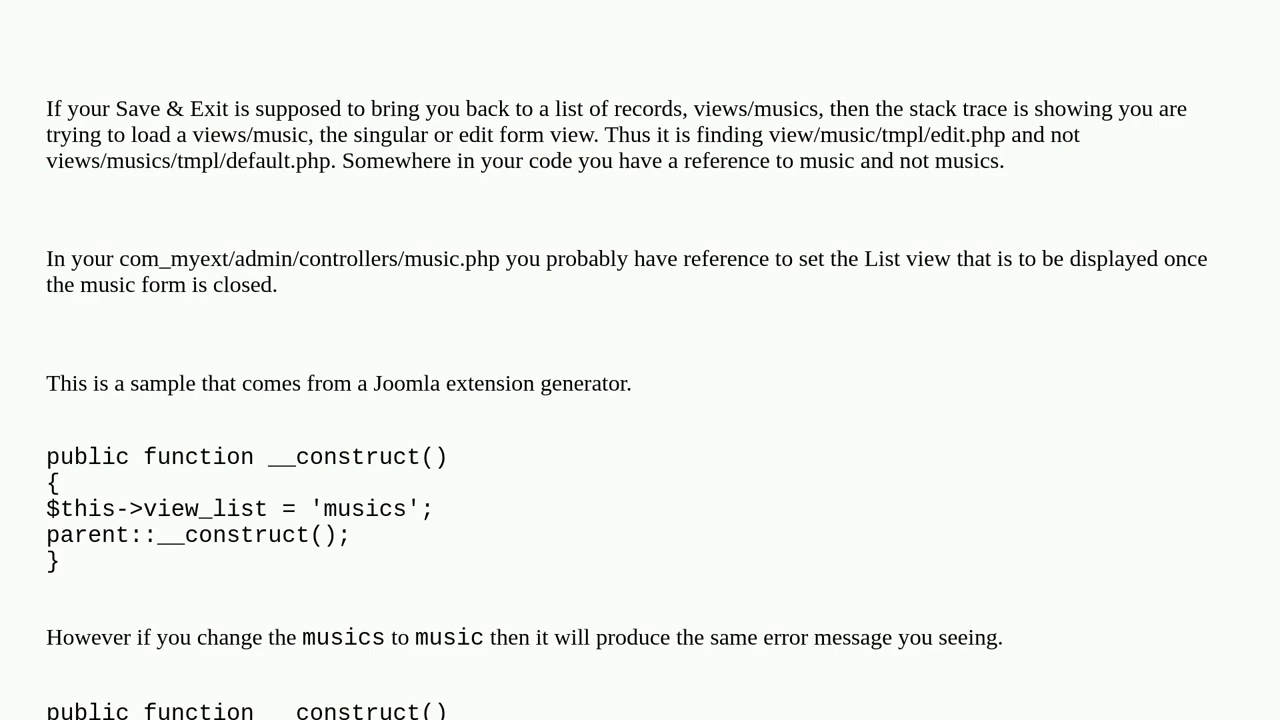 If your Save & Exit is supposed to bring you back to a list of records, views/musics, then the stack trace is showing you are
trying to load a views/music, the singular or edit form view. Thus it is finding view/music/tmpl/edit.php and not
views/musics/tmpl/default.php. Somewhere in your code you have a reference to music and not musics.
In your com_myext/admin/controllers/music.php you probably have reference to set the List view that is to be displayed once
the music form is closed.
This is a sample that comes from a Joomla extension generator.
public function __construct()
{
$this->view_list = 'musics';
parent::__construct();
}
However if you change the musics to music then it will produce the same error message you seeing.
public function __construct()